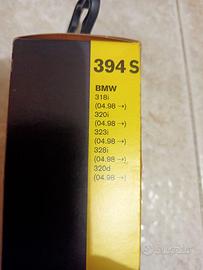 394 S
BMW
318i
(04.98 →)
320i
(04.98 →)
323i
(04.98 →)
328i
(04.98 →)
320d
(04.98 →)